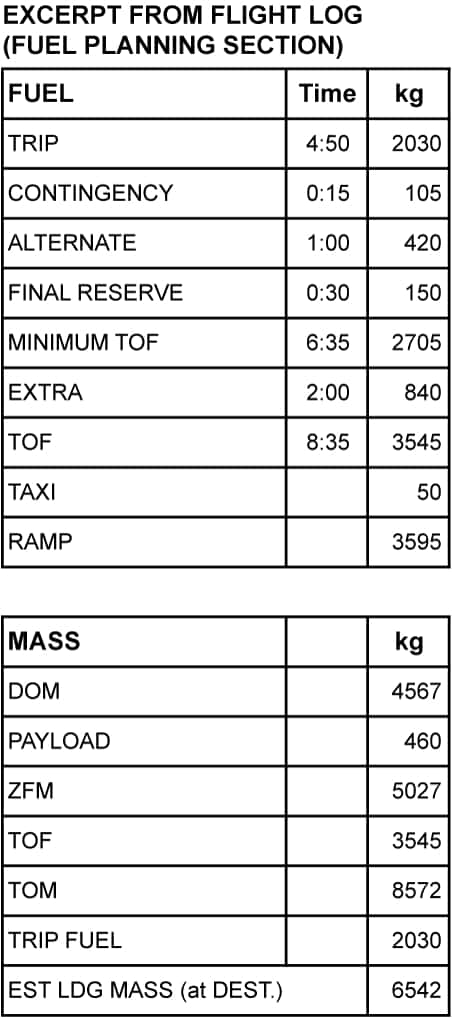 EXCERPT FROM FLIGHT LOG
(FUEL PLANNING SECTION)
FUEL Time kg
TRIP 4:50 2030
CONTINGENCY 0:15 105
ALTERNATE 1:00 420
FINAL RESERVE 0:30 150
MINIMUM TOF 6:35 2705
EXTRA 2:00 840
TOF 8:35 3545
TAXI 50
RAMP 3595
MASS kg
DOM 4567
PAYLOAD 460
ZFM 5027
TOF 3545
TOM 8572
TRIP FUEL 2030
EST LDG MASS (at DEST.) 6542